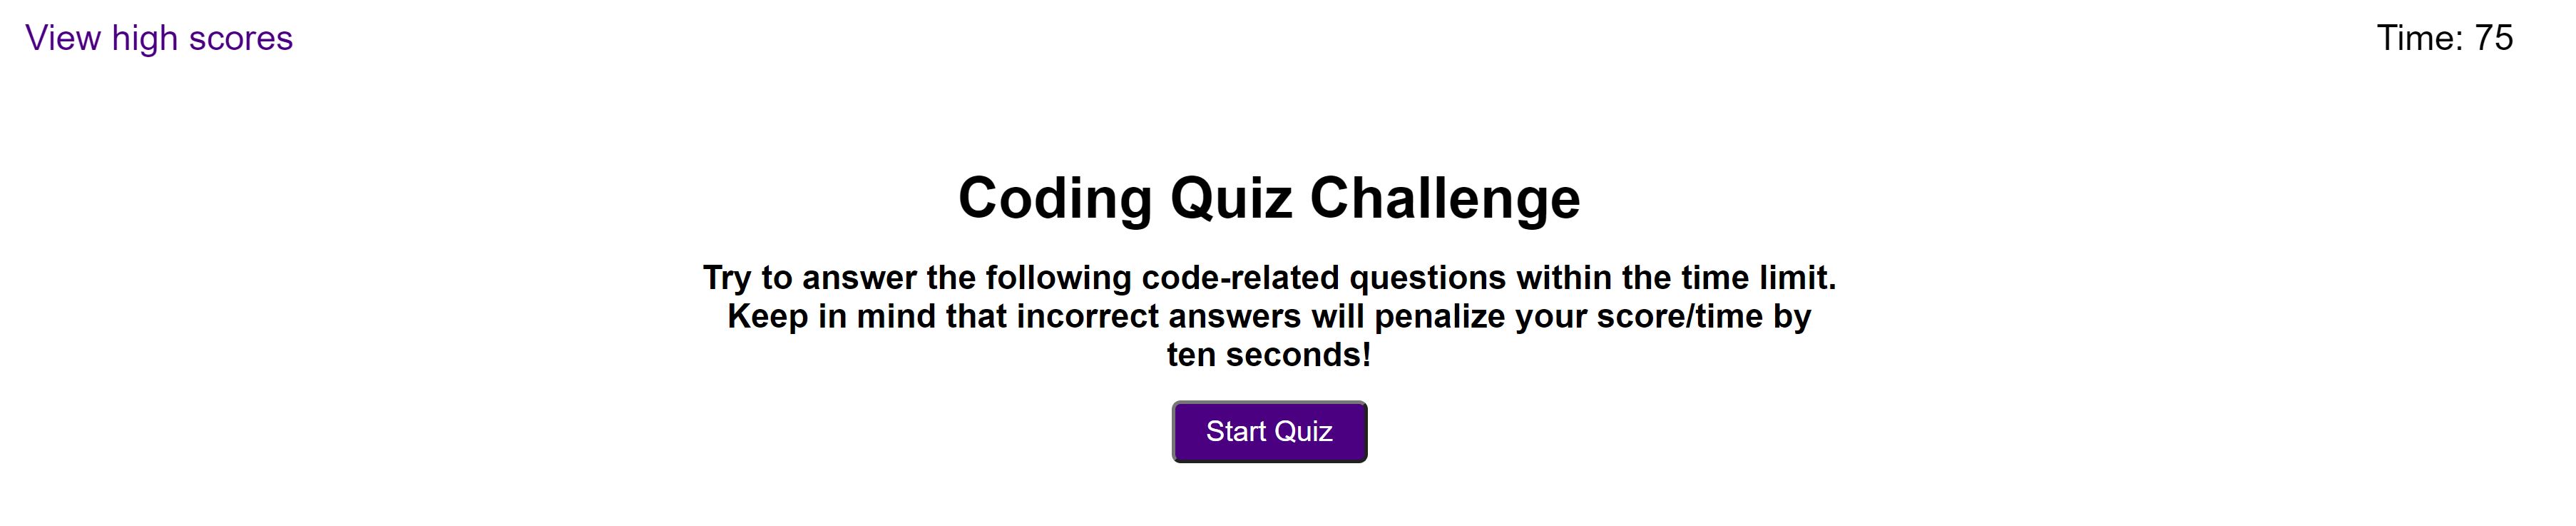 View high scores
Time: 75
Coding Quiz Challenge
Try to answer the following code-related questions within the time limit.
Keep in mind that incorrect answers will penalize your score/time by
ten seconds!
Start Quiz